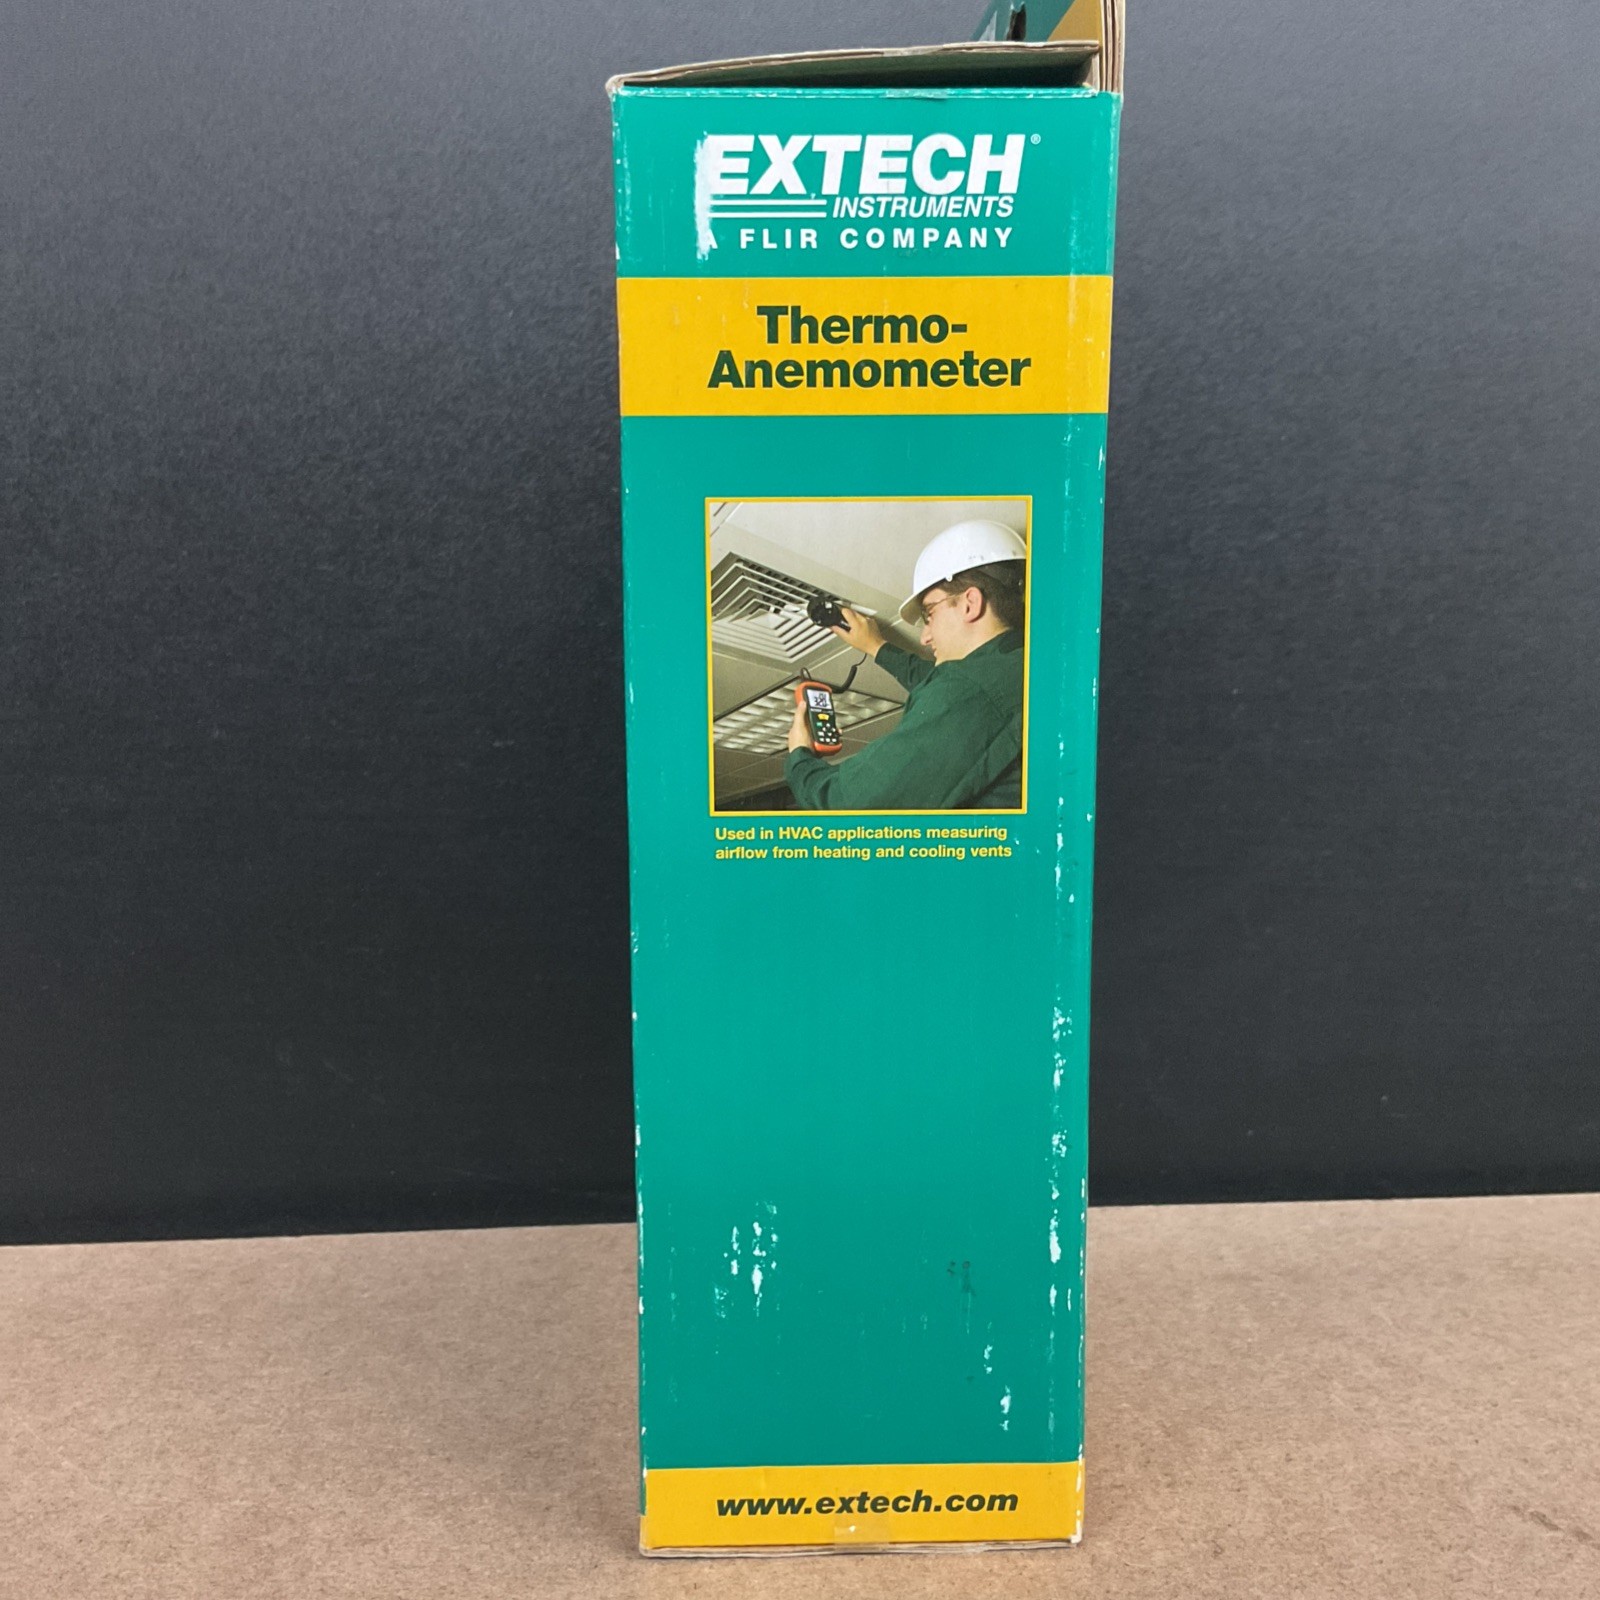 EXTECH®
INSTRUMENTS
A FLIR COMPANY
Thermo-
Anemometer
Used in HVAC applications measuring
airflow from heating and cooling vents
www.extech.com